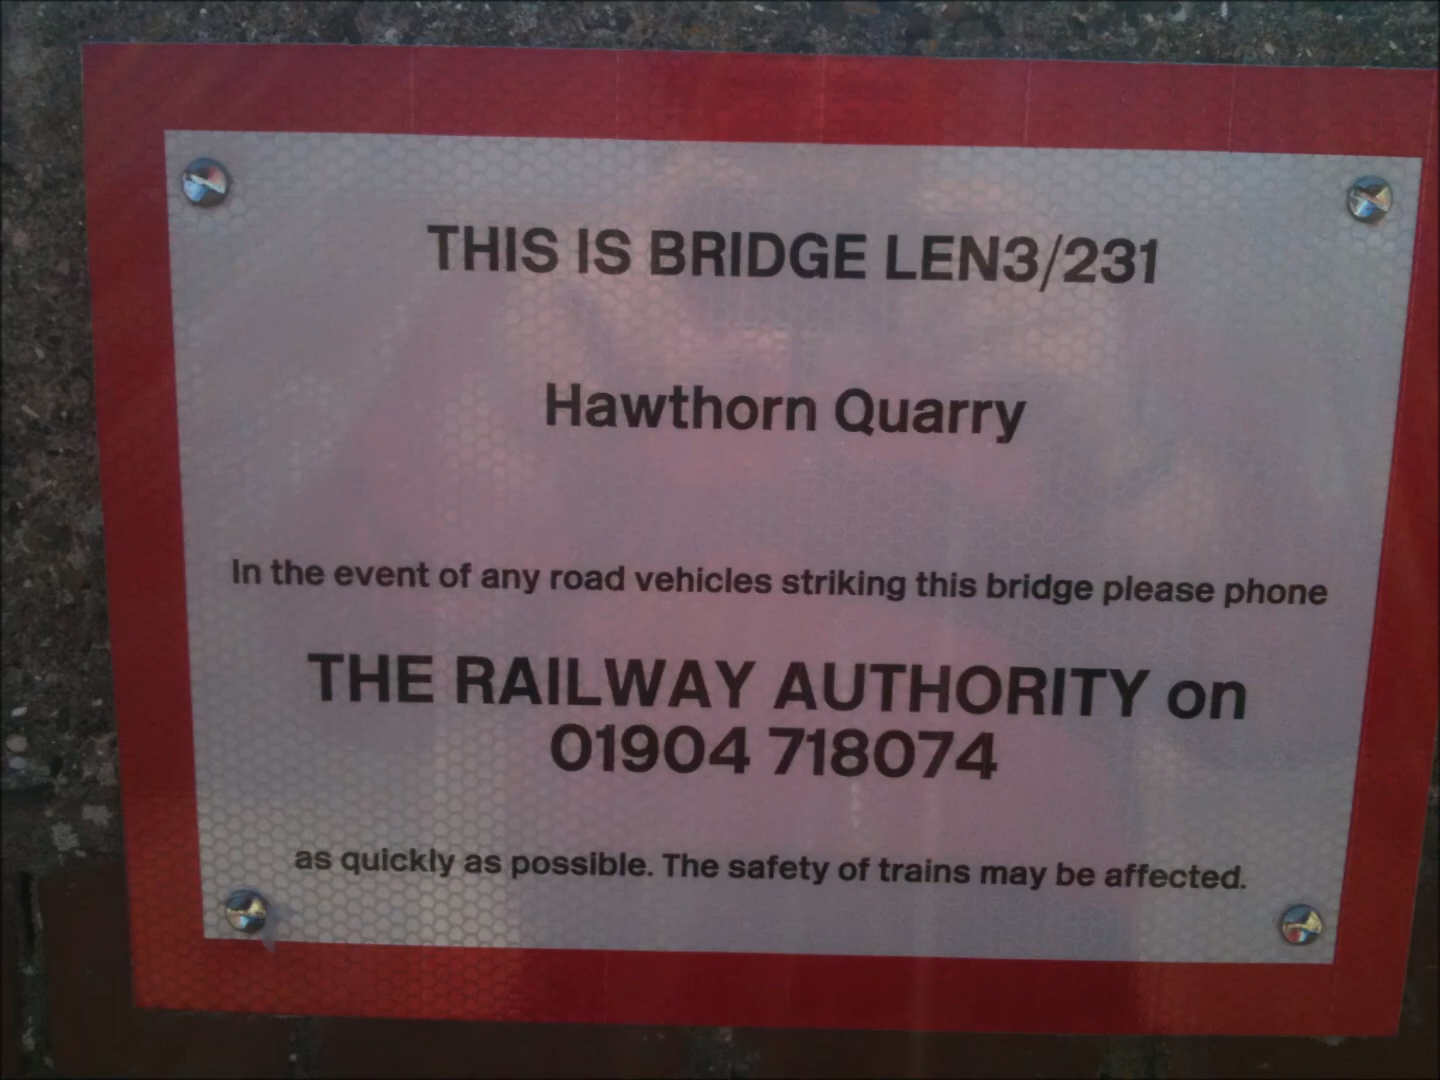 THIS IS BRIDGE LEN3/231
Hawthorn Quarry
In the event of any road vehicles striking this bridge please phone
THE RAILWAY AUTHORITY on
01904 718074
as quickly as possible. The safety of trains may be affected.